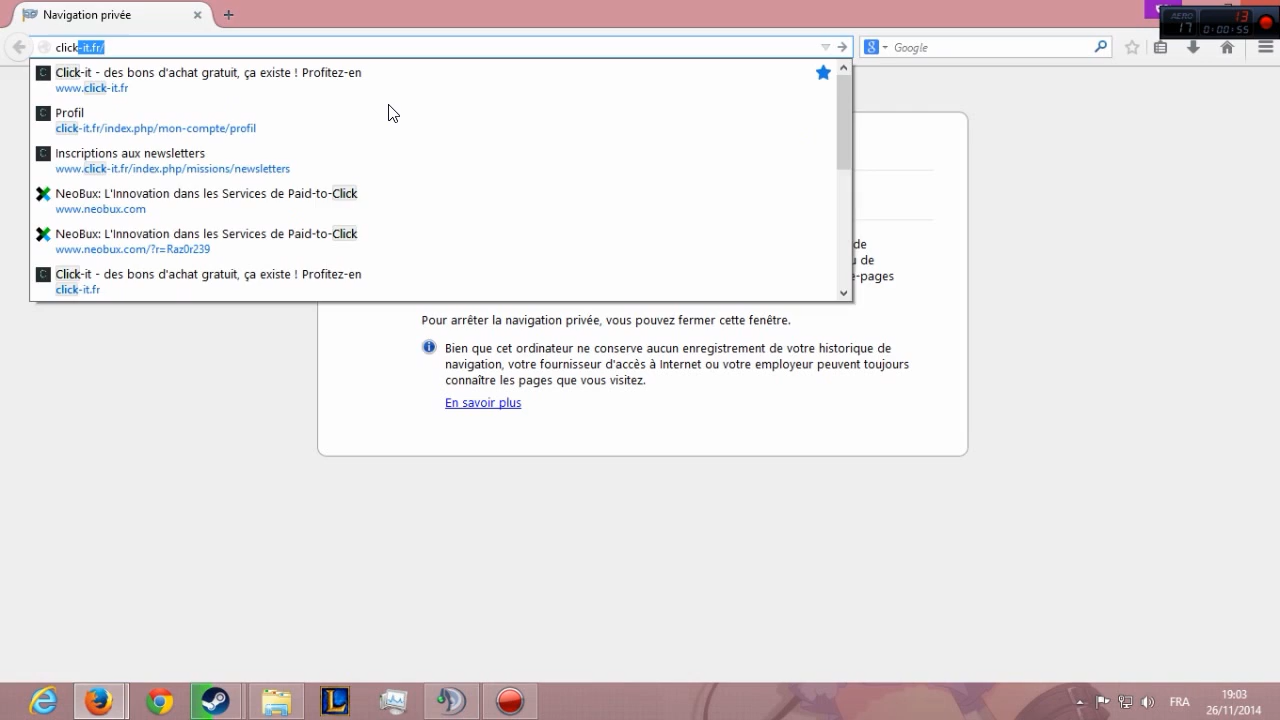 Navigation privée
AERO
13
17
0:00:55
click-it.fr/
Google
Click-it - des bons d'achat gratuit, ça existe ! Profitez-en
www.click-it.fr
Profil
click-it.fr/index.php/mon-compte/profil
Inscriptions aux newsletters
www.click-it.fr/index.php/missions/newsletters
NeoBux: L'Innovation dans les Services de Paid-to-Click
www.neobux.com
NeoBux: L'Innovation dans les Services de Paid-to-Click
www.neobux.com/?r=Raz0r239
Click-it - des bons d'achat gratuit, ça existe ! Profitez-en
click-it.fr
de
u de
e-pages
Pour arrêter la navigation privée, vous pouvez fermer cette fenêtre.
Bien que cet ordinateur ne conserve aucun enregistrement de votre historique de
navigation, votre fournisseur d'accès à Internet ou votre employeur peuvent toujours
connaître les pages que vous visitez.
En savoir plus
FRA
19:03
26/11/2014